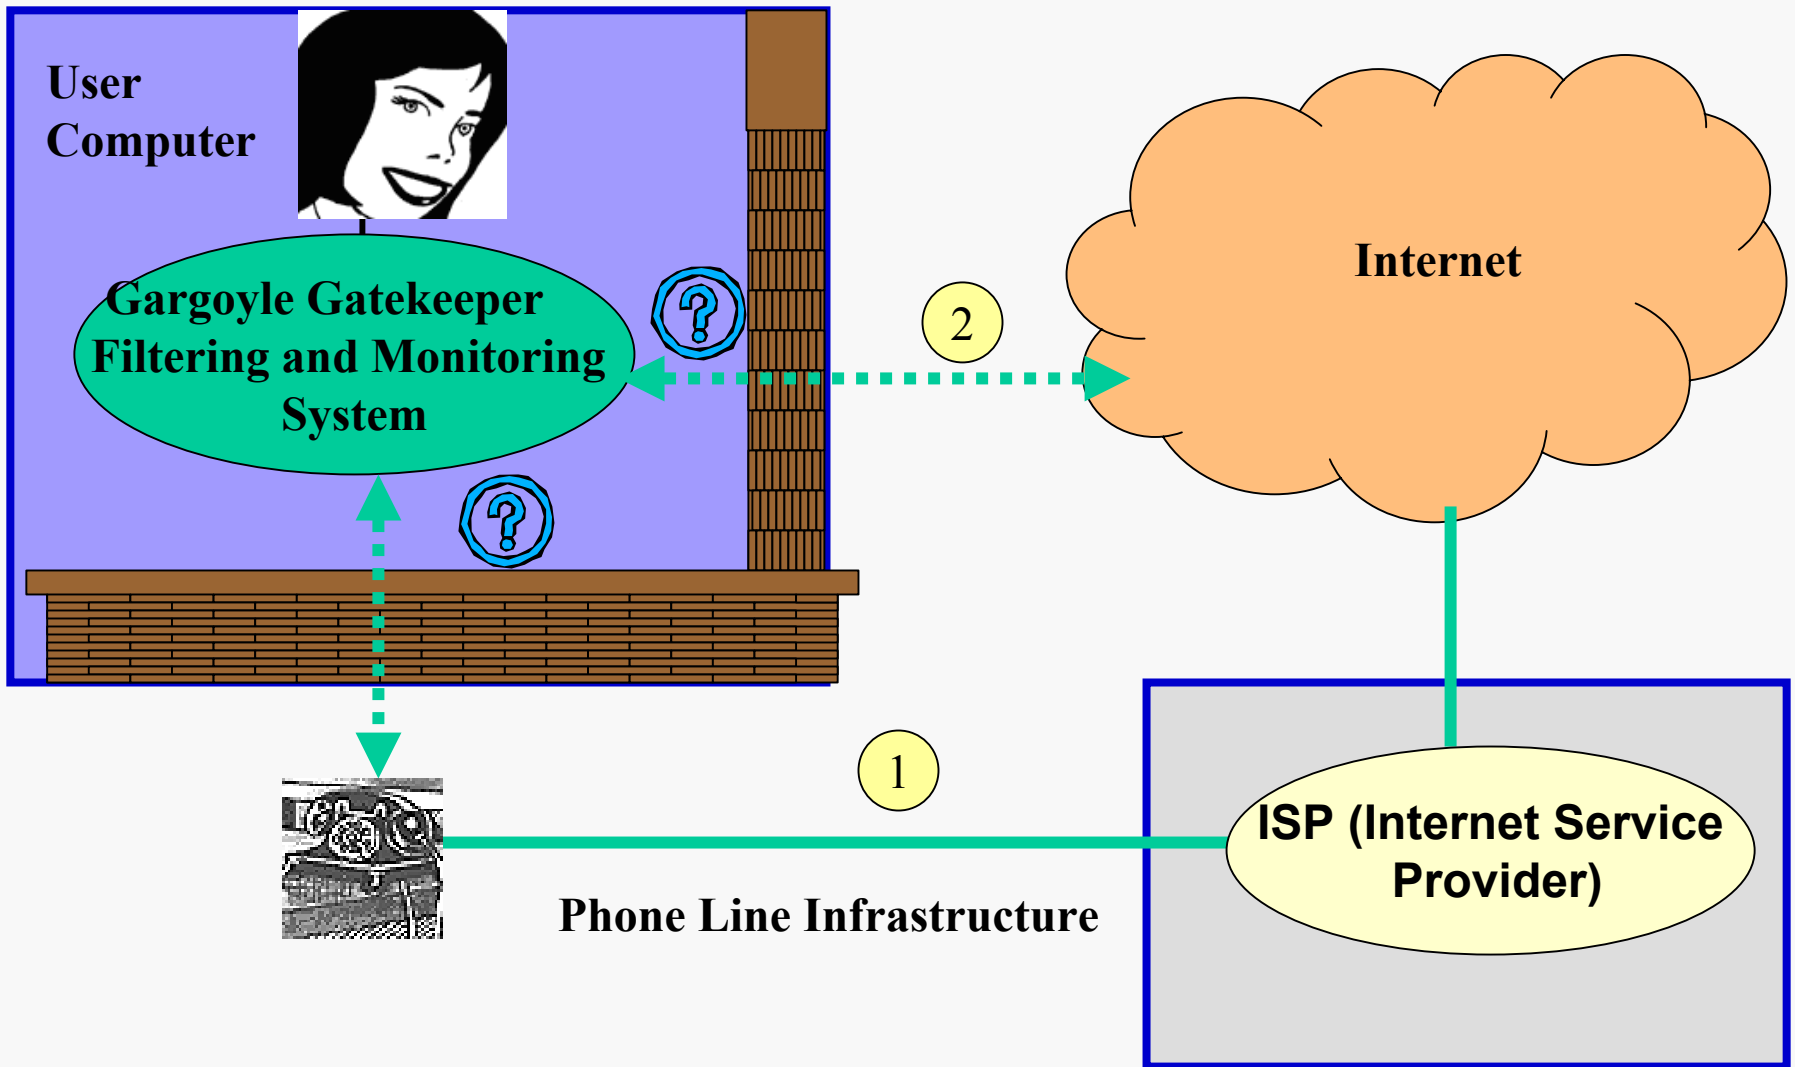 User
Computer
Gargoyle Gatekeeper
Filtering and Monitoring
System
?
?
2
Internet
1
ISP (Internet Service
Provider)
Phone Line Infrastructure